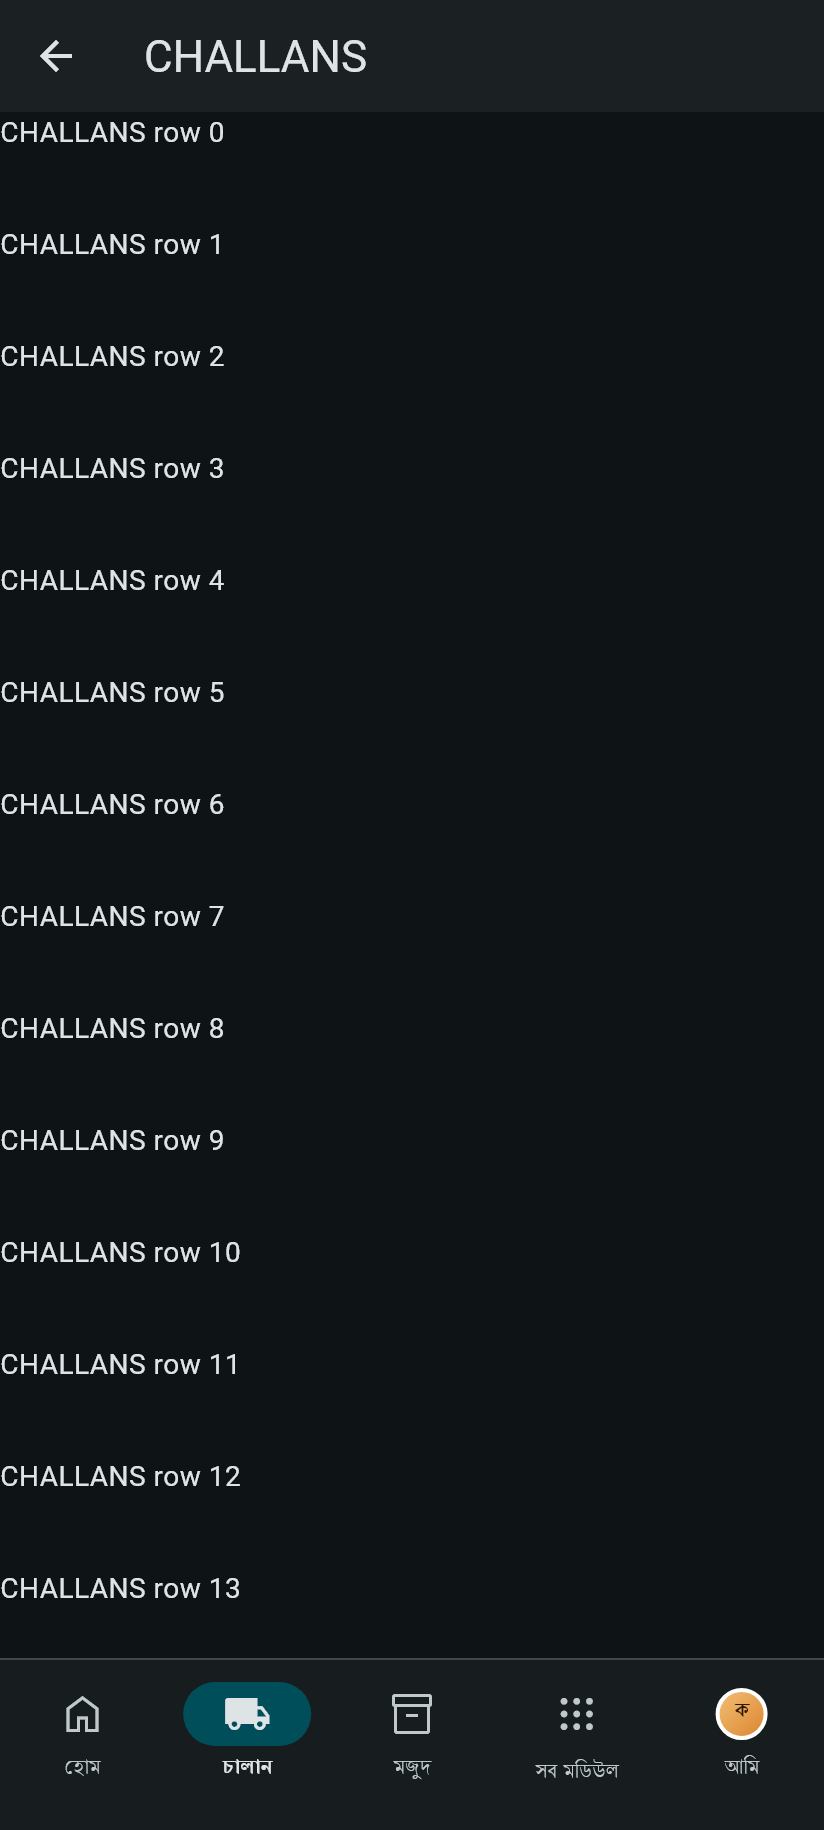 CHALLANS
CHALLANS row 0
CHALLANS row 1
CHALLANS row 2
CHALLANS row 3
CHALLANS row 4
CHALLANS row 5
CHALLANS row 6
CHALLANS row 7
CHALLANS row 8
CHALLANS row 9
CHALLANS row 10
CHALLANS row 11
CHALLANS row 12
CHALLANS row 13
ক
হোম চালান মজুদ সব মডিউল আমি